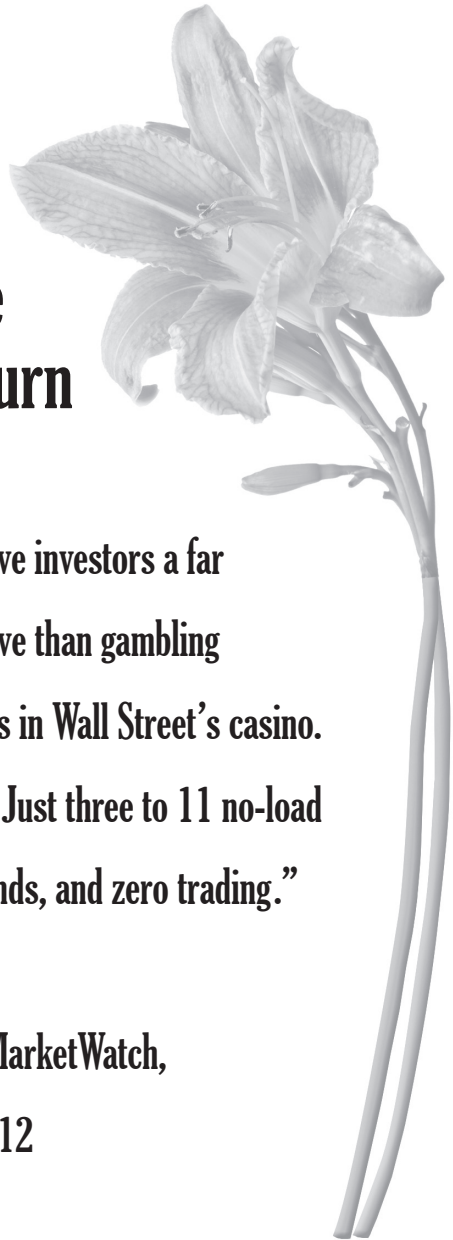 e
urn
ve investors a far
ve than gambling
s in Wall Street’s casino.
Just three to 11 no-load
nds, and zero trading.”
MarketWatch,
12